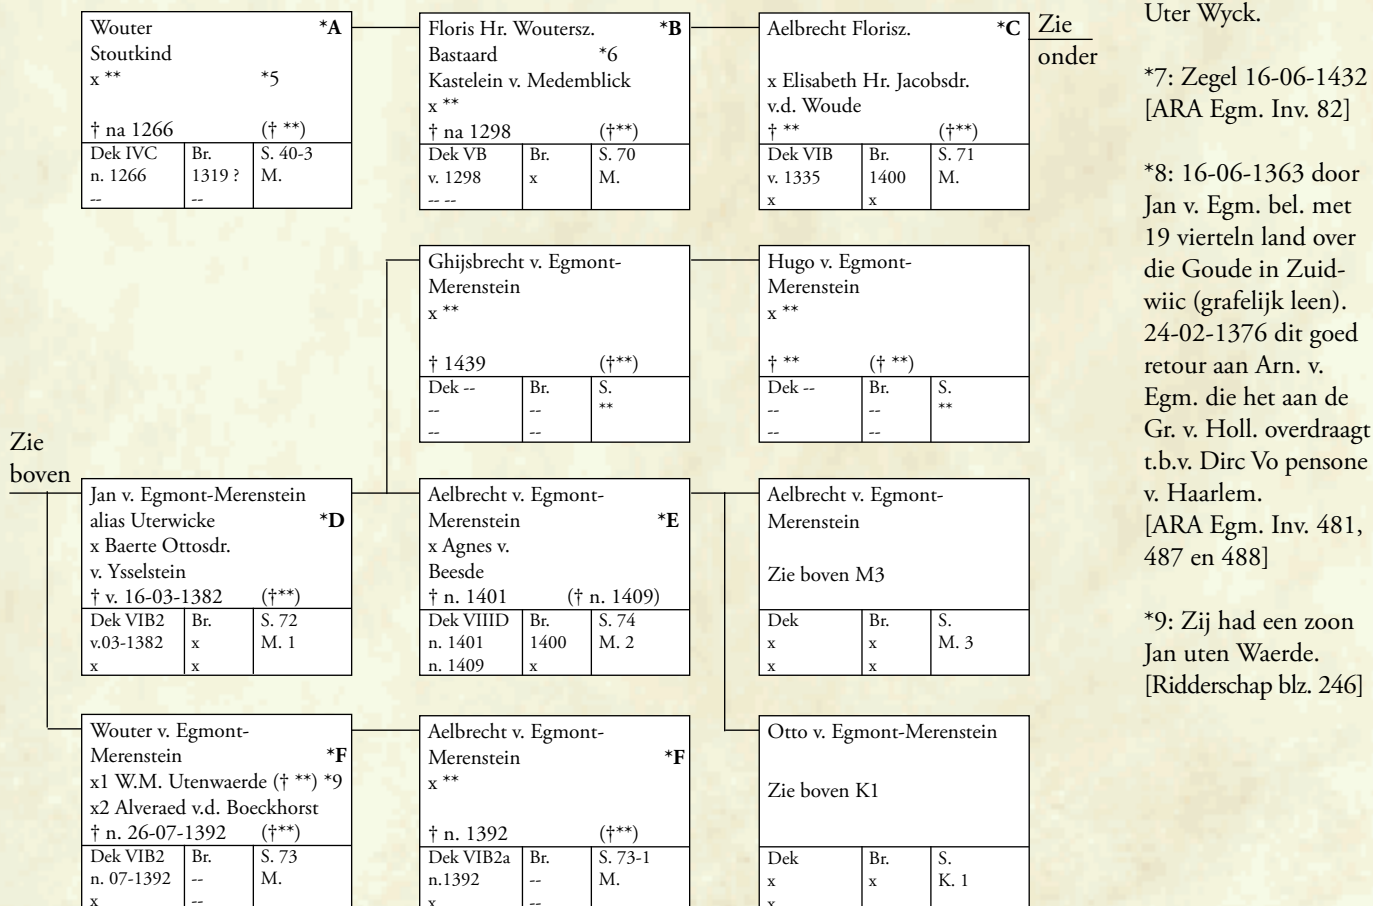 Wouter *A
Stoutkind
x ** *5
† na 1266 († **)
Dek IVC Br. S. 40-3
n. 1266 1319 ? M.
-- --
Floris Hr. Woutersz. *B
Bastaard *6
Kastelein v. Medemblick
x **
† na 1298 (†**)
Dek VB Br. S. 70
v. 1298 x M.
-- --
Aelbrecht Florisz. *C
x Elisabeth Hr. Jacobsdr.
v.d. Woude
† ** (†**)
Dek VIB Br. S. 71
v. 1335 1400 M.
x x
Zie
onder
Ghijsbrecht v. Egmont-
Merenstein
x **
† 1439 (†**)
Dek -- Br. S.
-- -- **
-- --
Hugo v. Egmont-
Merenstein
x **
† ** († **)
Dek -- Br. S.
-- -- **
-- --
Zie
boven
Jan v. Egmont-Merenstein
alias Uterwicke *D
x Baerte Ottosdr.
v. Ysselstein
† v. 16-03-1382 (†**)
Dek VIB2 Br. S. 72
v.03-1382 x M. 1
x x
Aelbrecht v. Egmont-
Merenstein *E
x Agnes v.
Beesde
† n. 1401 († n. 1409)
Dek VIIID Br. S. 74
n. 1401 1400 M. 2
n. 1409 x
Aelbrecht v. Egmont-
Merenstein
Zie boven M3
Dek Br. S.
x x M. 3
x x
Wouter v. Egmont-
Merenstein *F
x1 W.M. Utenwaerde († **) *9
x2 Alveraed v.d. Boeckhorst
† n. 26-07-1392 (†**)
Dek VIB2 Br. S. 73
n. 07-1392 -- M.
x --
Aelbrecht v. Egmont-
Merenstein *F
x **
† n. 1392 (†**)
Dek VIB2a Br. S. 73-1
n.1392 -- M.
x --
Otto v. Egmont-Merenstein
Zie boven K1
Dek Br. S.
x x K. 1
x
Uter Wyck.
*7: Zegel 16-06-1432
[ARA Egm. Inv. 82]
*8: 16-06-1363 door
Jan v. Egm. bel. met
19 vierteln land over
die Goude in Zuid-
wiic (grafelijk leen).
24-02-1376 dit goed
retour aan Arn. v.
Egm. die het aan de
Gr. v. Holl. overdraagt
t.b.v. Dirc Vo pensone
v. Haarlem.
[ARA Egm. Inv. 481,
487 en 488]
*9: Zij had een zoon
Jan uten Waerde.
[Ridderschap blz. 246]